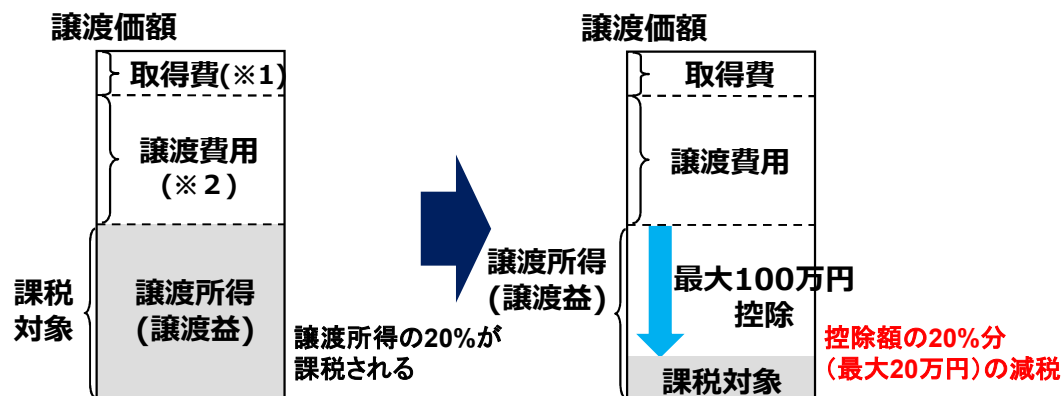 譲渡価額
取得費(※1)
譲渡費用
(※２)
課税
対象
譲渡所得
(譲渡益)
譲渡所得の20%が
課税される
譲渡価額
取得費
譲渡費用
譲渡所得
(譲渡益)
最大100万円
控除
課税対象
控除額の20%分
（最大20万円）の減税